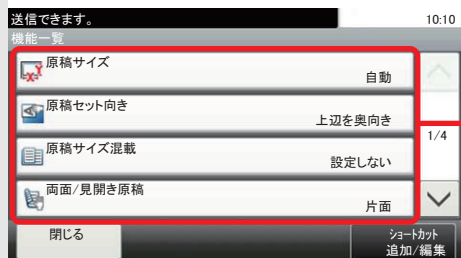 送信できます。
10:10
機能一覧
原稿サイズ
自動
原稿セット向き
上辺を奥向き
1/4
原稿サイズ混載
設定しない
両面/見開き原稿
片面
閉じる
ショートカット
追加/編集